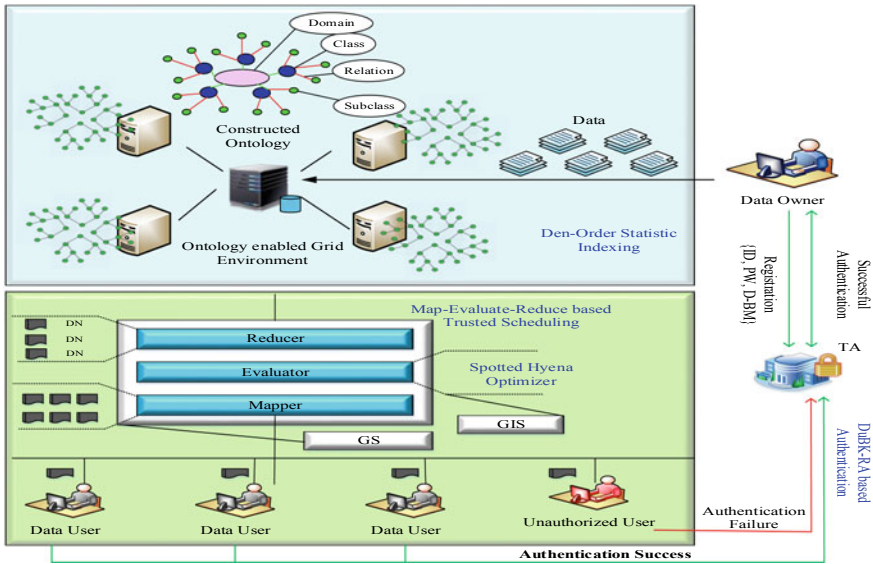 Domain
Class
Relation
Subclass
Constructed
Ontology
Data
Data Owner
Ontology enabled Grid
Environment
Den-Order Statistic
Indexing
Registration
{ID, PW, D-BM}
Successful
Authentication
Map-Evaluate-Reduce based
Trusted Scheduling
DN
DN
DN
Reducer
Evaluator
Mapper
Spotted Hyena
Optimizer
GIS
GS
TA
DuBK-RA based
Authentication
Data User
Data User
Data User
Unauthorized User
Authentication
Failure
Authentication Success